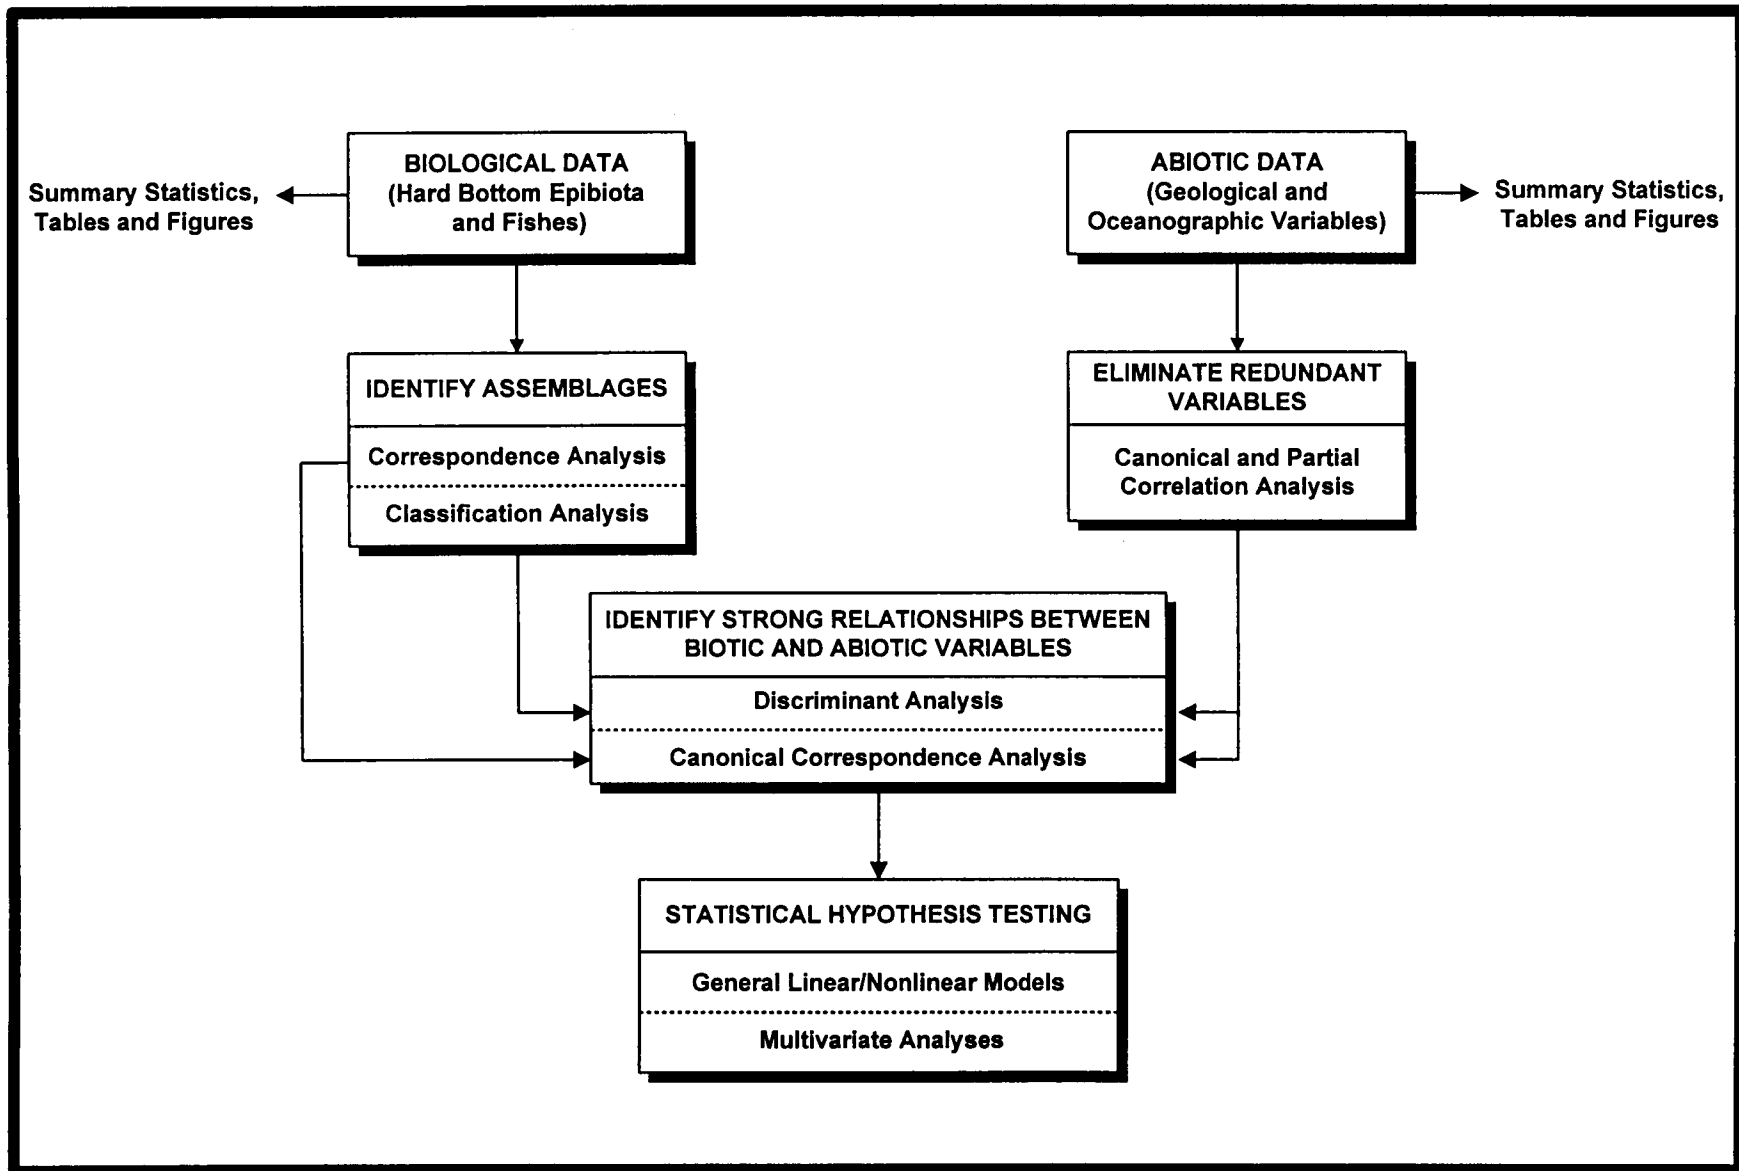 BIOLOGICAL DATA
(Hard Bottom Epibiota
and Fishes)
Summary Statistics,
Tables and Figures
ABIOTIC DATA
(Geological and
Oceanographic Variables)
Summary Statistics,
Tables and Figures
IDENTIFY ASSEMBLAGES
Correspondence Analysis
Classification Analysis
ELIMINATE REDUNDANT
VARIABLES
Canonical and Partial
Correlation Analysis
IDENTIFY STRONG RELATIONSHIPS BETWEEN
BIOTIC AND ABIOTIC VARIABLES
Discriminant Analysis
Canonical Correspondence Analysis
STATISTICAL HYPOTHESIS TESTING
General Linear/Nonlinear Models
Multivariate Analyses